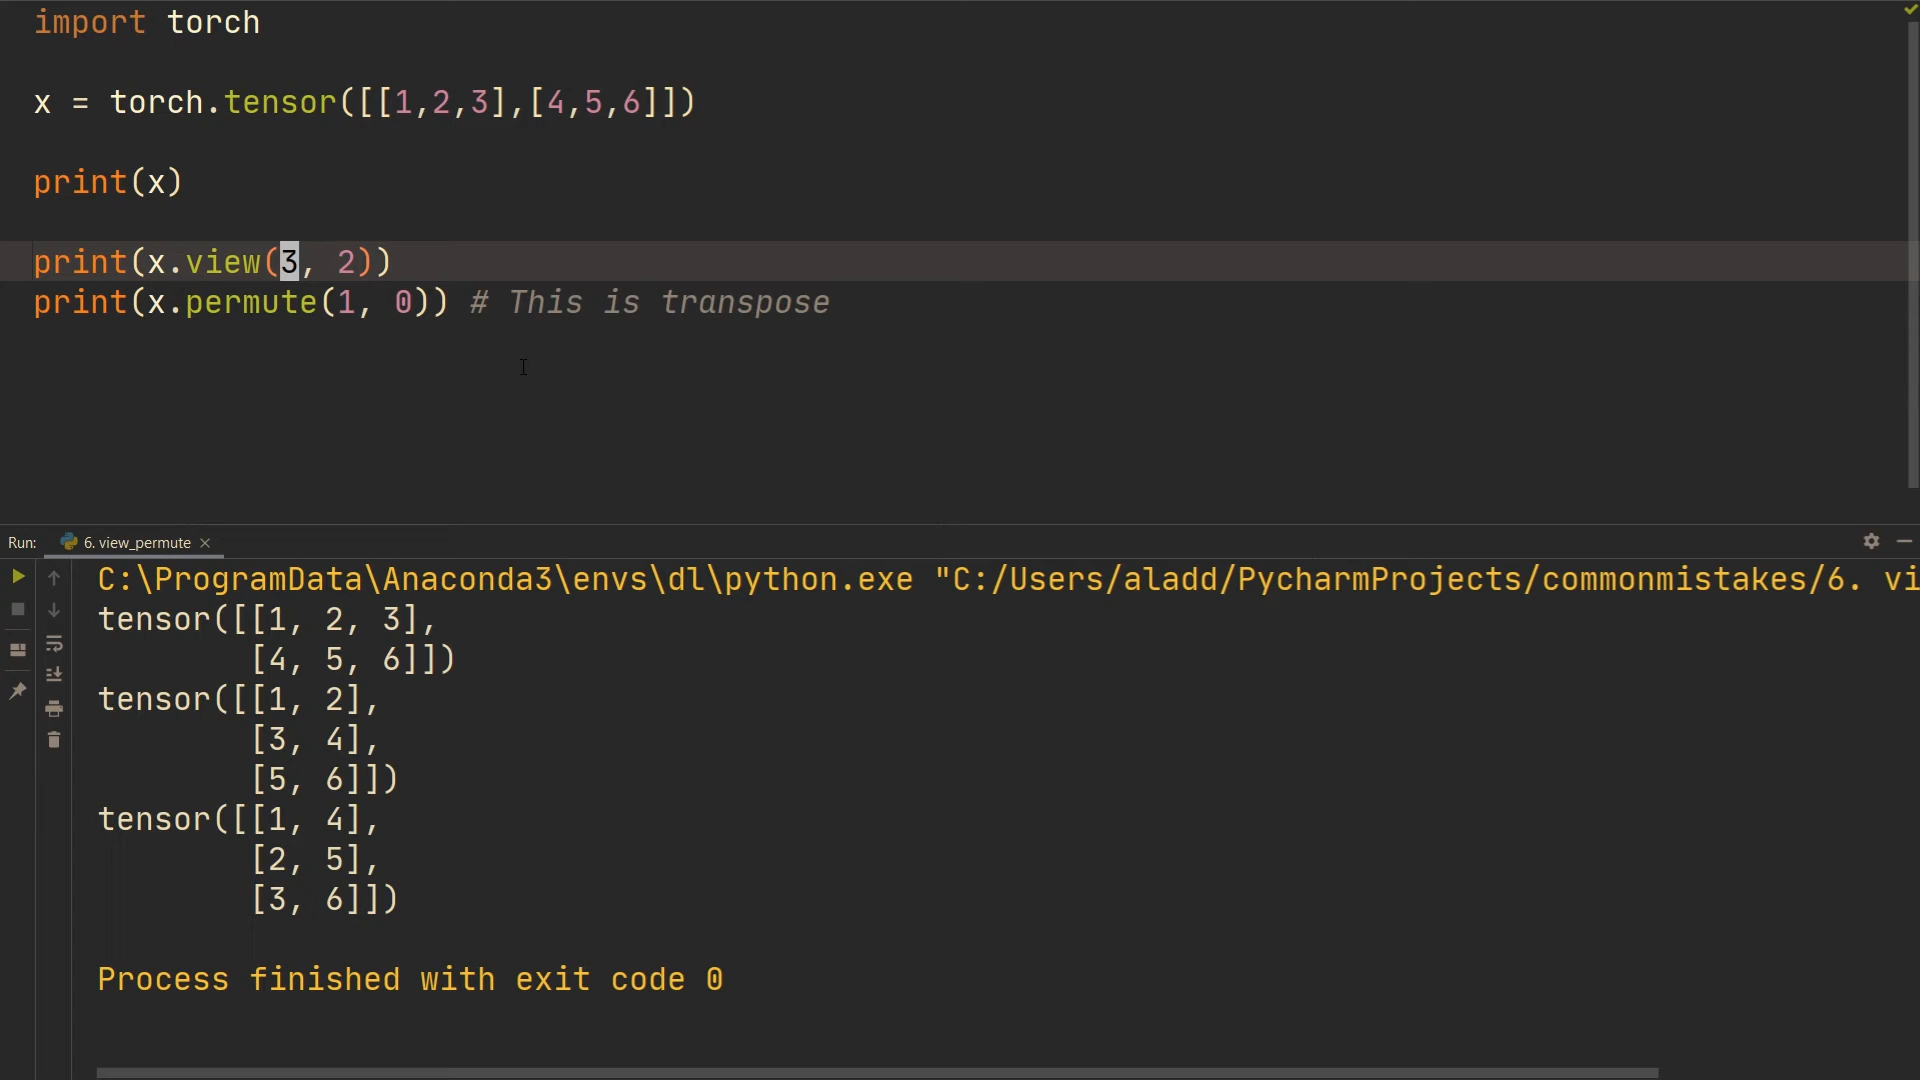 import torch
x = torch.tensor([[1,2,3],[4,5,6]])
print(x)
print(x.view(3, 2))
print(x.permute(1, 0)) # This is transpose
Run: 6. view_permute
C:\ProgramData\Anaconda3\envs\dl\python.exe "C:/Users/aladd/PycharmProjects/commonmistakes/6. vi
tensor([[1, 2, 3],
[4, 5, 6]])
tensor([[1, 2],
[3, 4],
[5, 6]])
tensor([[1, 4],
[2, 5],
[3, 6]])
Process finished with exit code 0